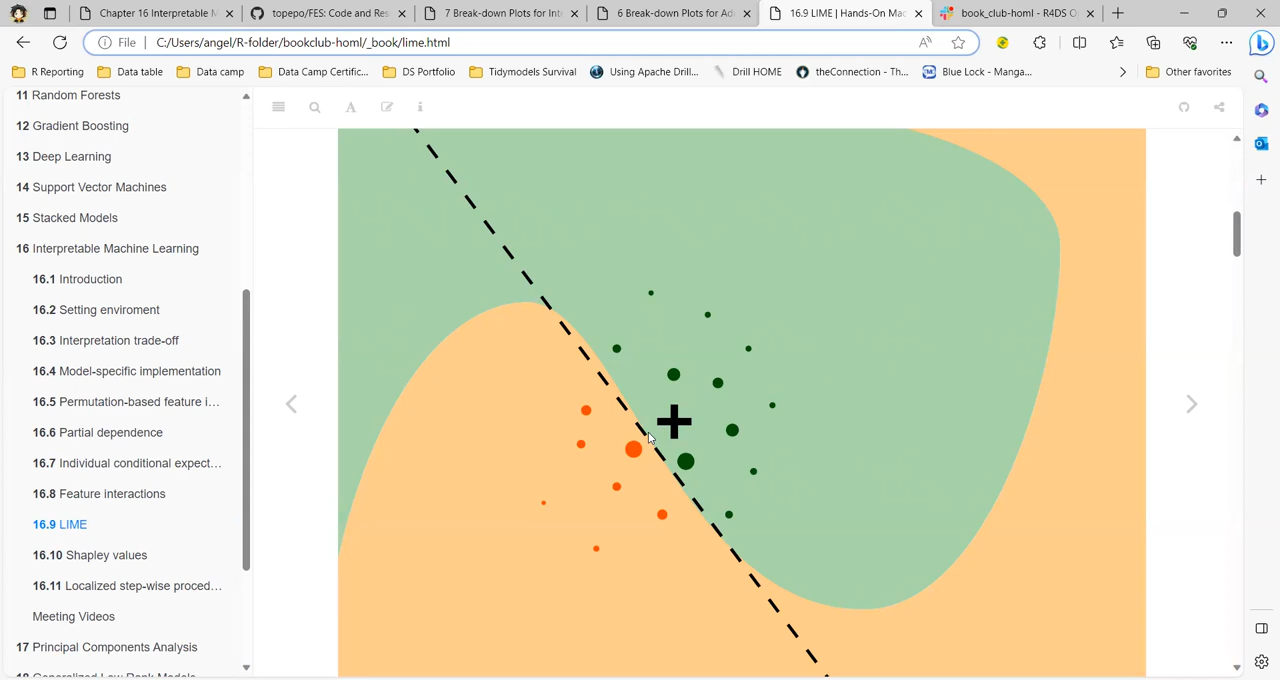 Chapter 16 Interpretable M
topepo/FES: Code and Res
7 Break-down Plots for Int
6 Break-down Plots for Ad
16.9 LIME | Hands-On Ma
book_club-homl - R4DS O
File
C:/Users/angel/R-folder/bookclub-homl/_book/lime.html
R Reporting
Data table
Data camp
Data Camp Certific...
DS Portfolio
Tidymodels Survival
Using Apache Drill...
Drill HOME
theConnection - Th...
Blue Lock - Manga...
Other favorites
11 Random Forests
12 Gradient Boosting
13 Deep Learning
14 Support Vector Machines
15 Stacked Models
16 Interpretable Machine Learning
16.1 Introduction
16.2 Setting enviroment
16.3 Interpretation trade-off
16.4 Model-specific implementation
16.5 Permutation-based feature i...
16.6 Partial dependence
16.7 Individual conditional expect...
16.8 Feature interactions
16.9 LIME
16.10 Shapley values
16.11 Localized step-wise proced...
Meeting Videos
17 Principal Components Analysis